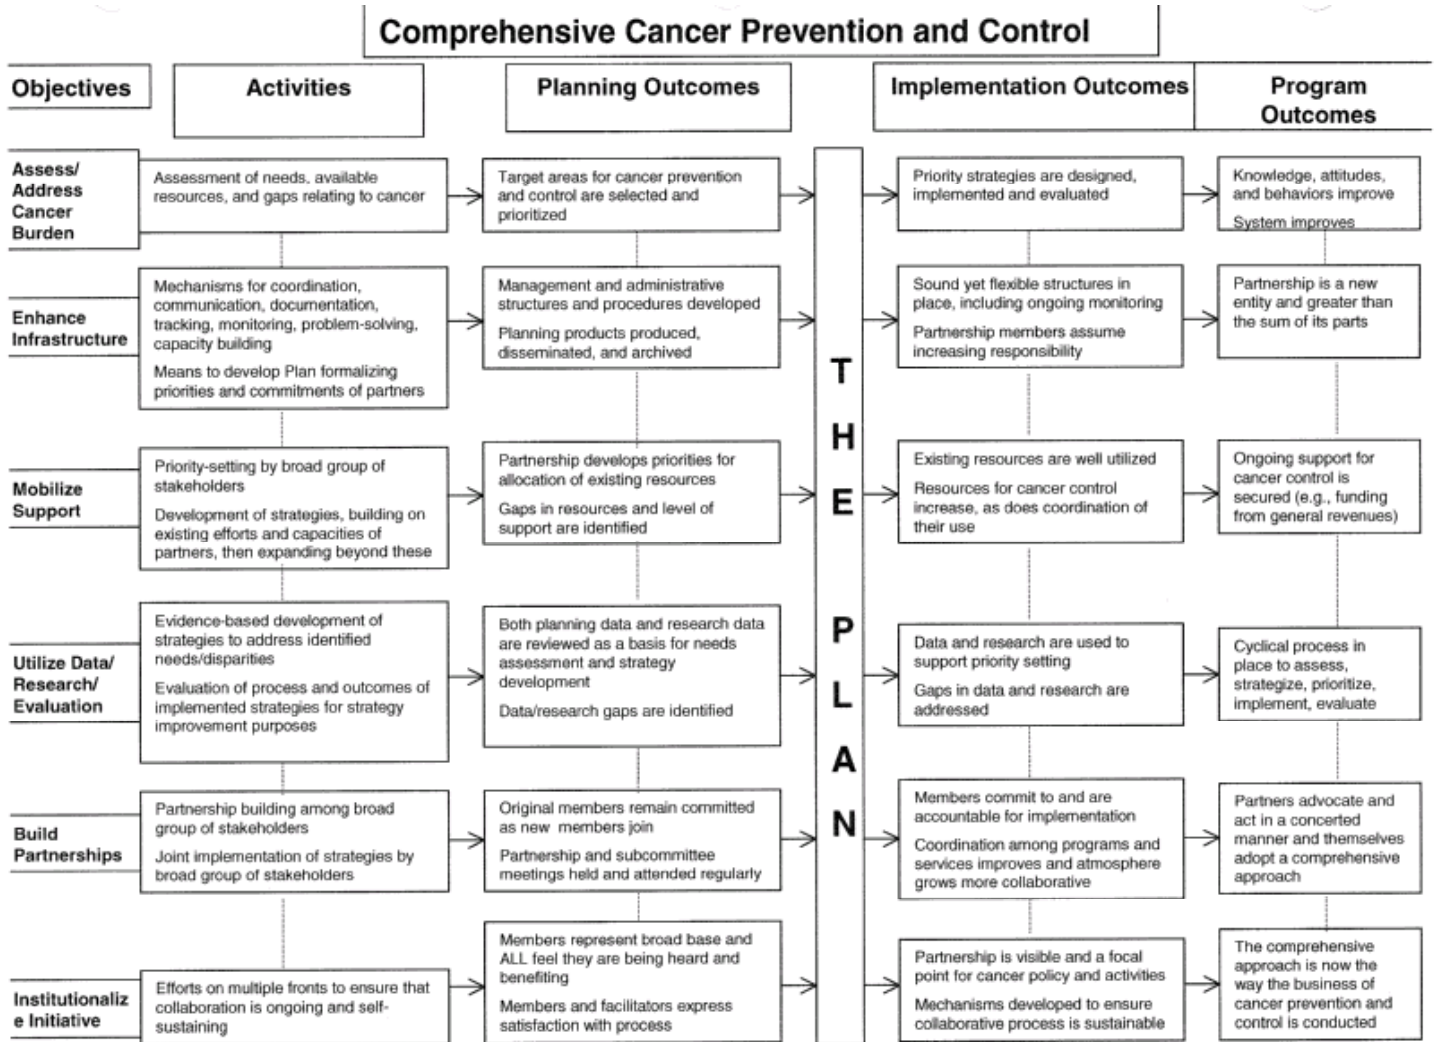 Comprehensive Cancer Prevention and Control
Objectives
Activities
Planning Outcomes
Implementation Outcomes
Program
Outcomes
Assess/
Address
Cancer
Burden
Assessment of needs, available
resources, and gaps relating to cancer
Target areas for cancer prevention
and control are selected and
prioritized
Priority strategies are designed,
implemented and evaluated
Knowledge, attitudes,
and behaviors improve
System improves
Enhance
Infrastructure
Mechanisms for coordination,
communication, documentation,
tracking, monitoring, problem-solving,
capacity building
Means to develop Plan formalizing
priorities and commitments of partners
Management and administrative
structures and procedures developed
Planning products produced,
disseminated, and archived
Sound yet flexible structures in
place, including ongoing monitoring
Partnership members assume
increasing responsibility
Partnership is a new
entity and greater than
the sum of its parts
Mobilize
Support
Priority-setting by broad group of
stakeholders
Development of strategies, building on
existing efforts and capacities of
partners, then expanding beyond these
Partnership develops priorities for
allocation of existing resources
Gaps in resources and level of
support are identified
Existing resources are well utilized
Resources for cancer control
increase, as does coordination of
their use
Ongoing support for
cancer control is
secured (e.g., funding
from general revenues)
Utilize Data/
Research/
Evaluation
Evidence-based development of
strategies to address identified
needs/disparities
Evaluation of process and outcomes of
implemented strategies for strategy
improvement purposes
Both planning data and research data
are reviewed as a basis for needs
assessment and strategy
development
Data/research gaps are identified
Data and research are used to
support priority setting
Gaps in data and research are
addressed
Cyclical process in
place to assess,
strategize, prioritize,
implement, evaluate
Build
Partnerships
Partnership building among broad
group of stakeholders
Joint implementation of strategies by
broad group of stakeholders
Original members remain committed
as new members join
Partnership and subcommittee
meetings held and attended regularly
Members commit to and are
accountable for implementation
Coordination among programs and
services improves and atmosphere
grows more collaborative
Partners advocate and
act in a concerted
manner and themselves
adopt a comprehensive
approach
Institutionaliz
e Initiative
Efforts on multiple fronts to ensure that
collaboration is ongoing and self-
sustaining
Members represent broad base and
ALL feel they are being heard and
benefiting
Members and facilitators express
satisfaction with process
Partnership is visible and a focal
point for cancer policy and activities
Mechanisms developed to ensure
collaborative process is sustainable
The comprehensive
approach is now the
way the business of
cancer prevention and
control is conducted
THE PLAN